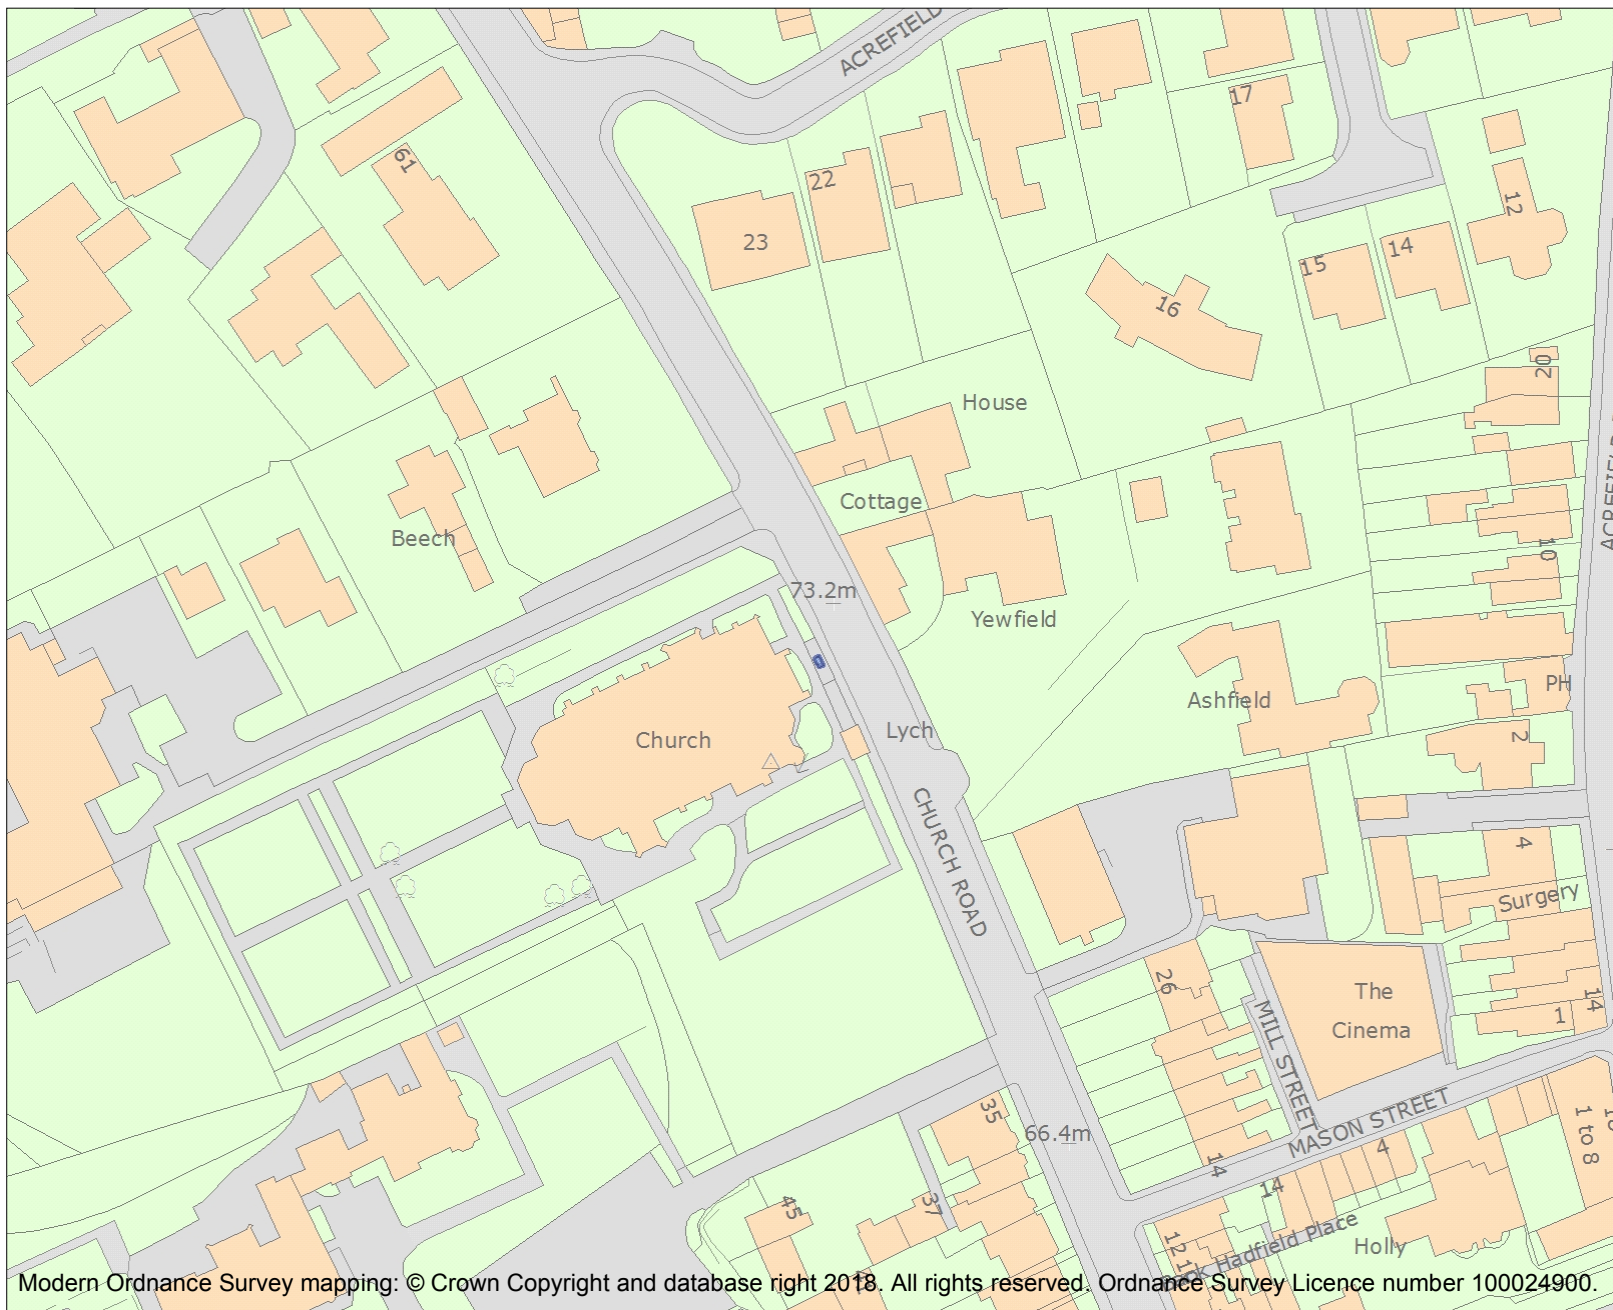 ACREFIELD
61
17
22
12
23
15
14
16
20
House
Cottage
Beech
10
73.2m
Yewfield
PH
Ashfield
Lych
Church
2
CHURCH ROAD
4
Surgery
26
The
Cinema
14
1
MILL STREET
MASON STREET
35
66.4m
1 to 8
4
14
14
45
37
Hadfield Place
Holly
12
Modern Ordnance Survey mapping: © Crown Copyright and database right 2018. All rights reserved. Ordnance Survey Licence number 100024900.